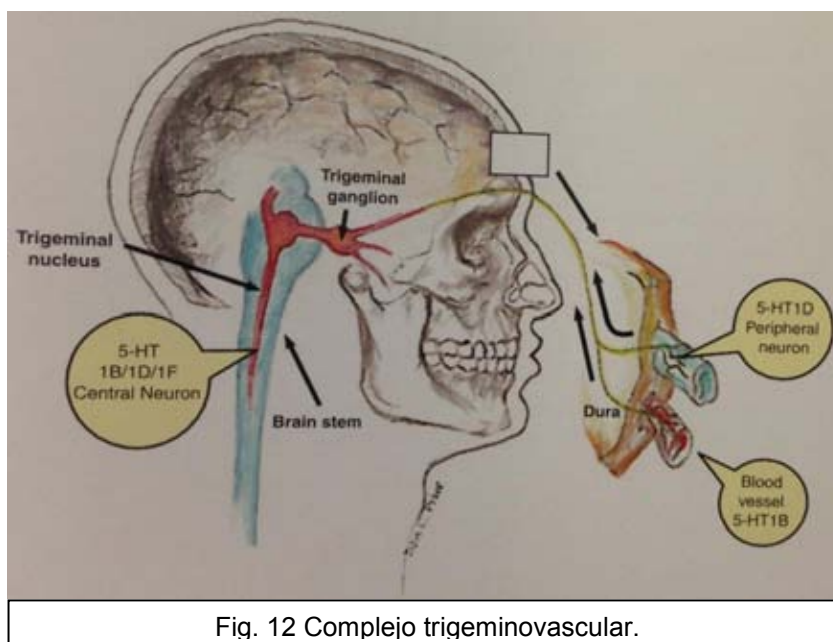 Trigeminal
ganglion
Trigeminal
nucleus
5-HT
1B/1D/1F
Central Neuron
Brain stem
Dura
5-HT1D
Peripheral
neuron
Blood
vessel
5-HT1B
Fig. 12 Complejo trigeminovascular.